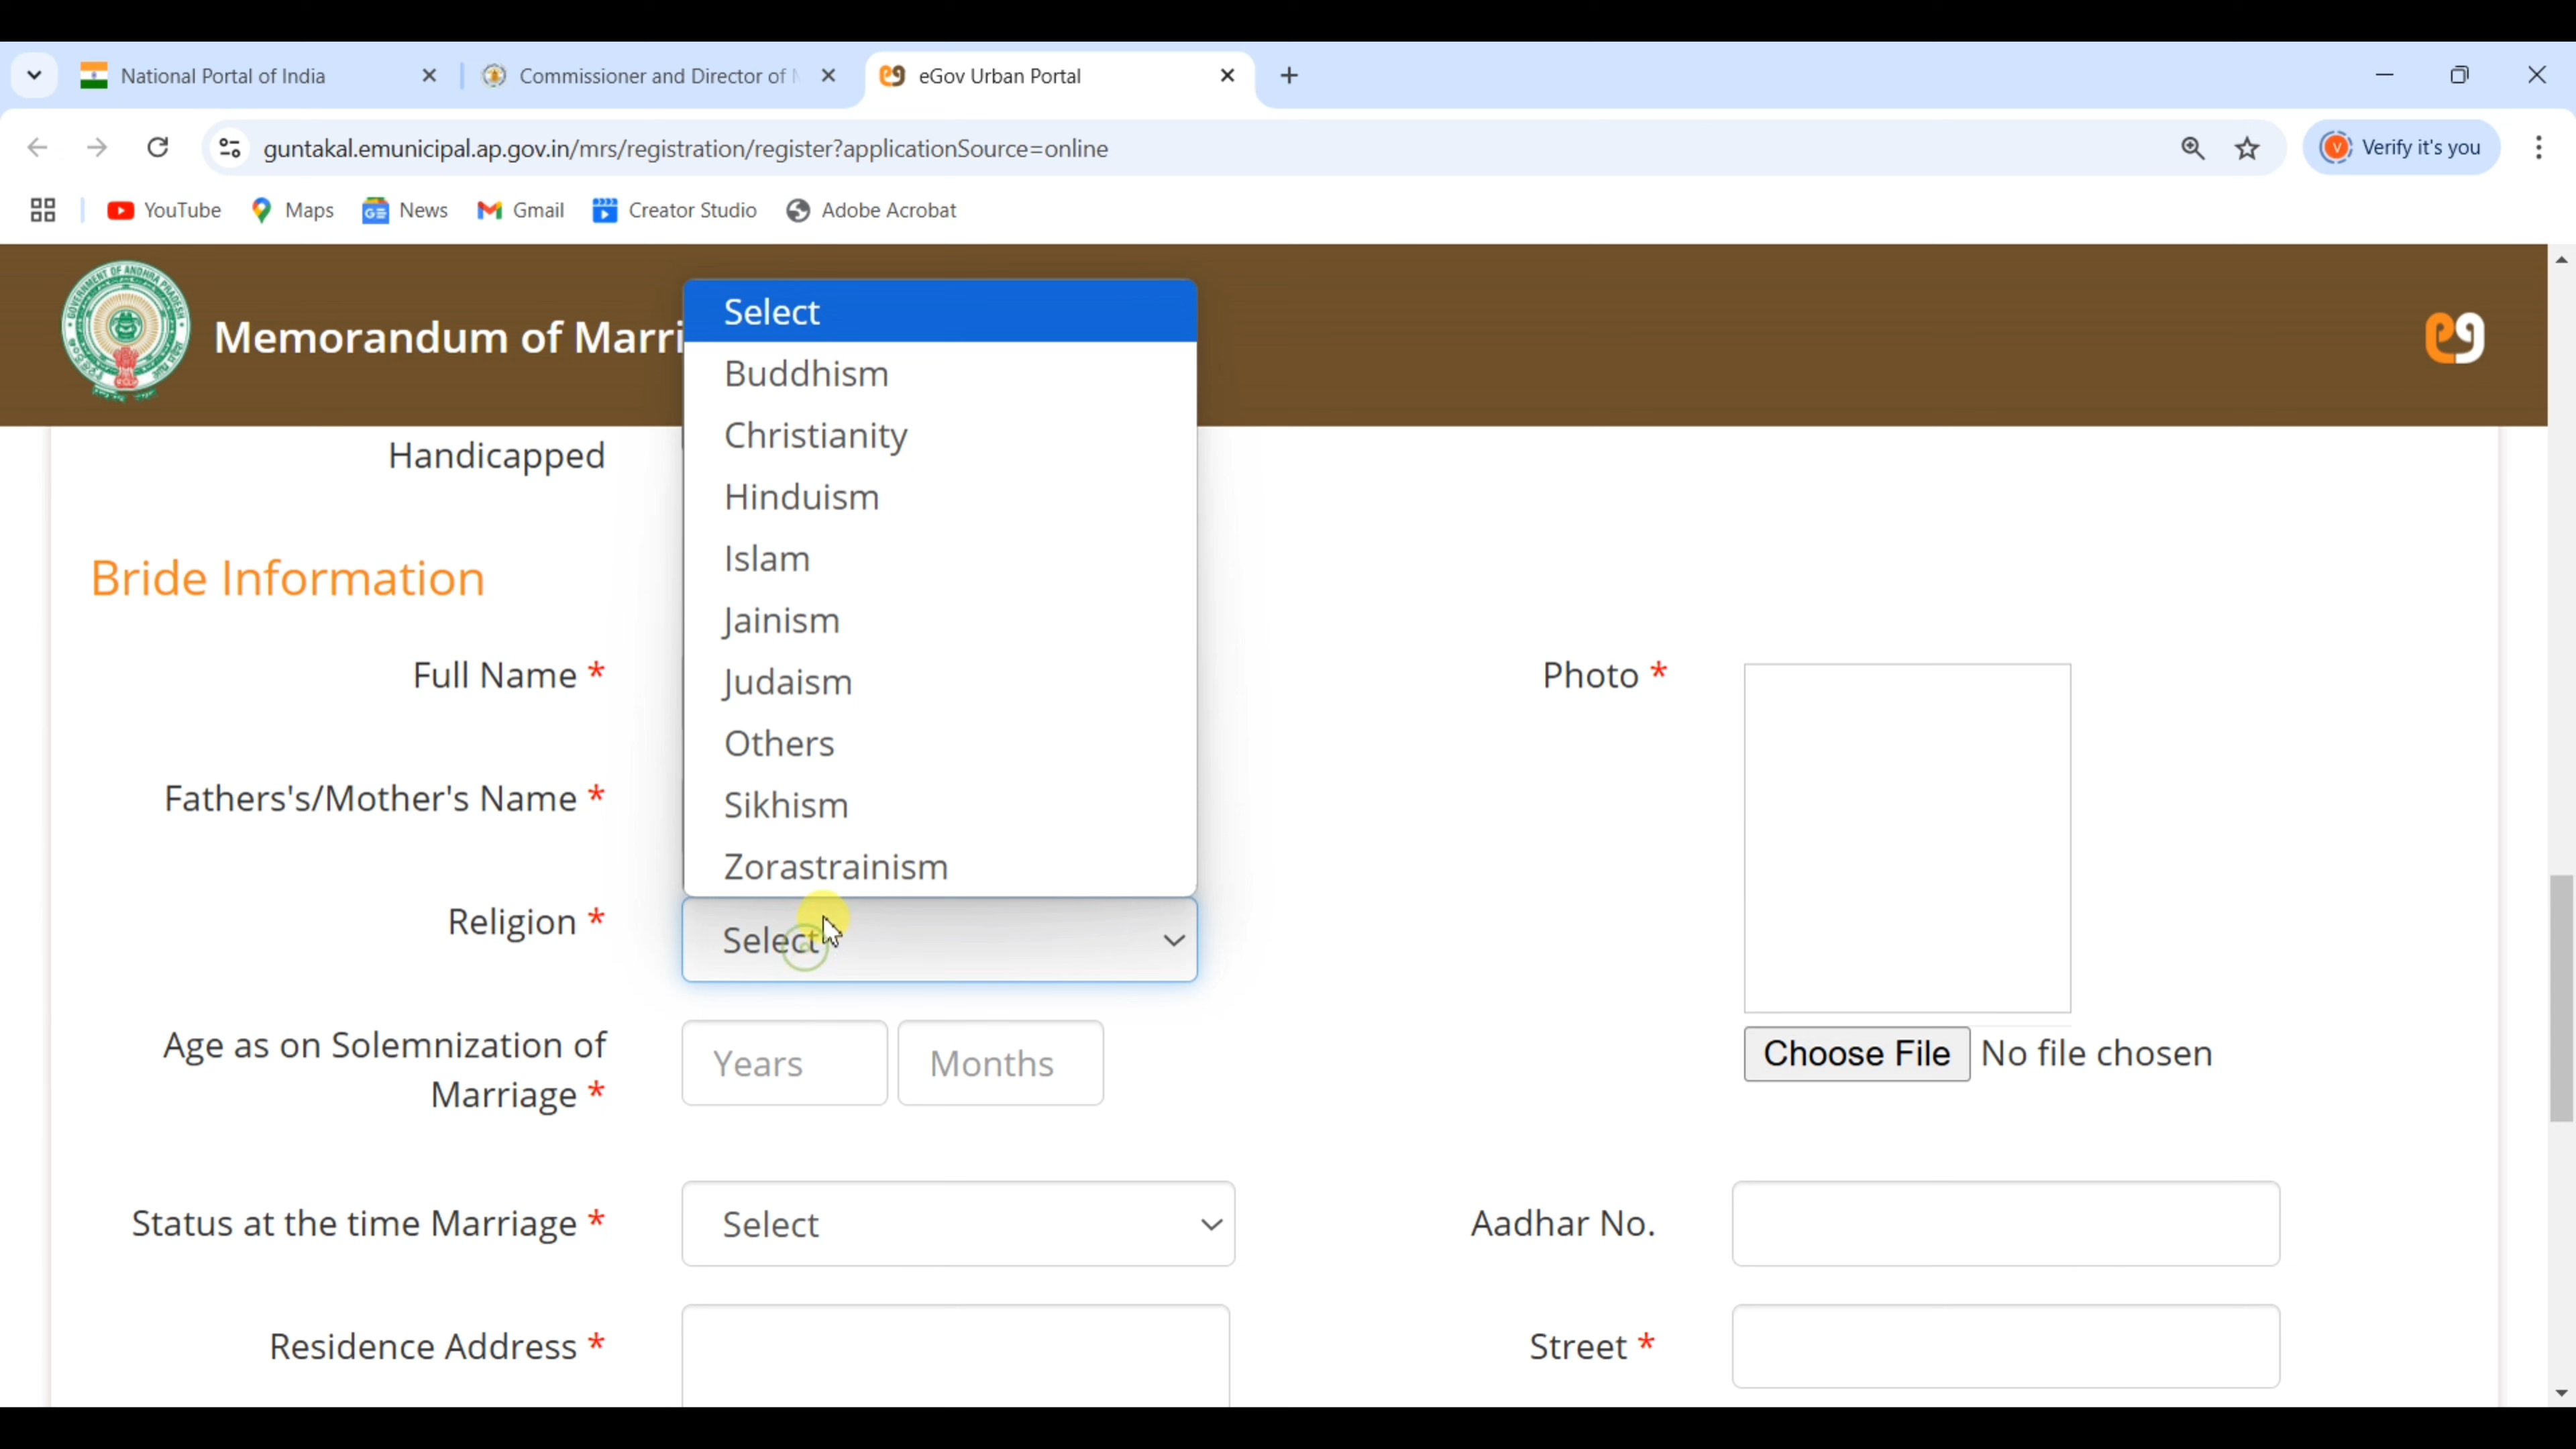 National Portal of India
Commissioner and Director of
eGov Urban Portal
guntakal.emunicipal.ap.gov.in/mrs/registration/register?applicationSource=online
Verify it's you
YouTube
Maps
News
Gmail
Creator Studio
Adobe Acrobat
GOVERNMENT OF ANDHRA PRADESH
Memorandum of Marri
Select
Buddhism
Christianity
Hinduism
Islam
Jainism
Judaism
Others
Sikhism
Zorastrainism
Handicapped
Bride Information
Full Name *
Photo *
Fathers's/Mother's Name *
Religion *
Select
Age as on Solemnization of
Marriage *
Years
Months
Choose File No file chosen
Status at the time Marriage *
Select
Aadhar No.
Residence Address *
Street *